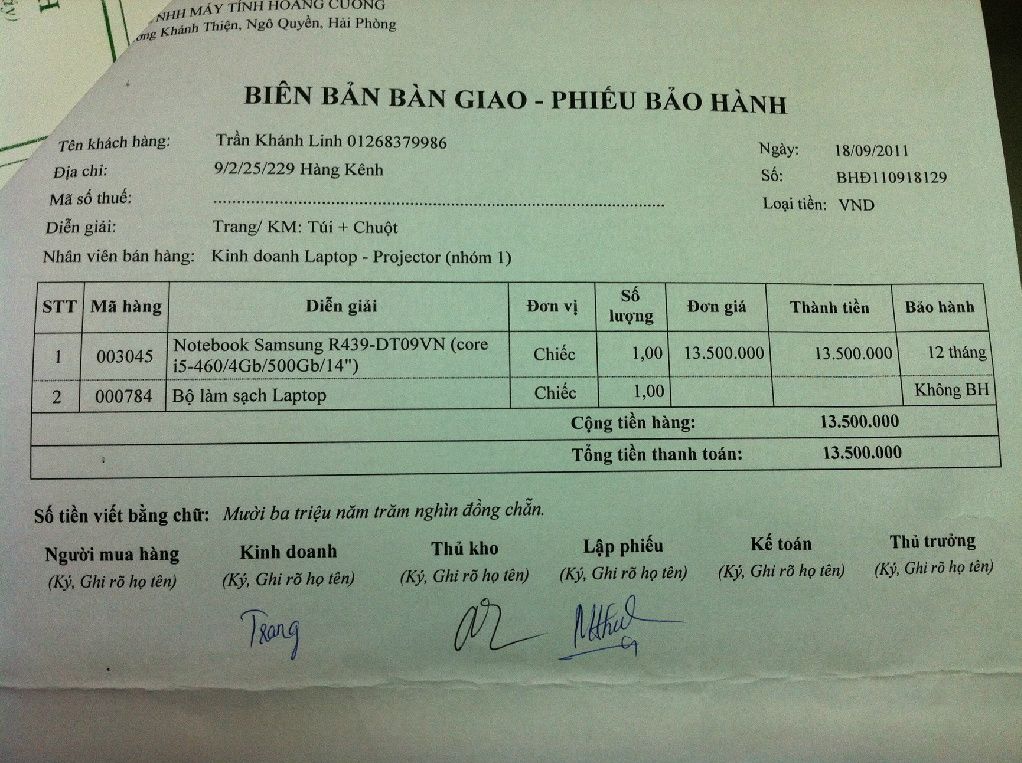 NHH MÁY TÍNH HOÀNG CƯƠNG
Khánh Thiện, Ngô Quyền, Hải Phòng
BIÊN BẢN BÀN GIAO - PHIẾU BẢO HÀNH
Tên khách hàng: Trần Khánh Linh 01268379986
Ngày: 18/09/2011
Địa chỉ: 9/2/25/229 Hàng Kênh
Số: BHĐ110918129
Mã số thuế:
Loại tiền: VND
Diễn giải: Trang/ KM: Túi + Chuột
Nhân viên bán hàng: Kinh doanh Laptop - Projector (nhóm 1)
STT Mã hàng Diễn giải Đơn vị Số lượng Đơn giá Thành tiền Bảo hành
1 003045 Notebook Samsung R439-DT09VN (core i5-460/4Gb/500Gb/14") Chiếc 1,00 13.500.000 13.500.000 12 tháng
2 000784 Bộ làm sạch Laptop Chiếc 1,00 Không BH
Cộng tiền hàng: 13.500.000
Tổng tiền thanh toán: 13.500.000
Số tiền viết bằng chữ: Mười ba triệu năm trăm nghìn đồng chẵn.
Người mua hàng Kinh doanh Thủ kho Lập phiếu Kế toán Thủ trưởng
(Ký, Ghi rõ họ tên) (Ký, Ghi rõ họ tên) (Ký, Ghi rõ họ tên) (Ký, Ghi rõ họ tên) (Ký, Ghi rõ họ tên) (Ký, Ghi rõ họ tên)
Trang